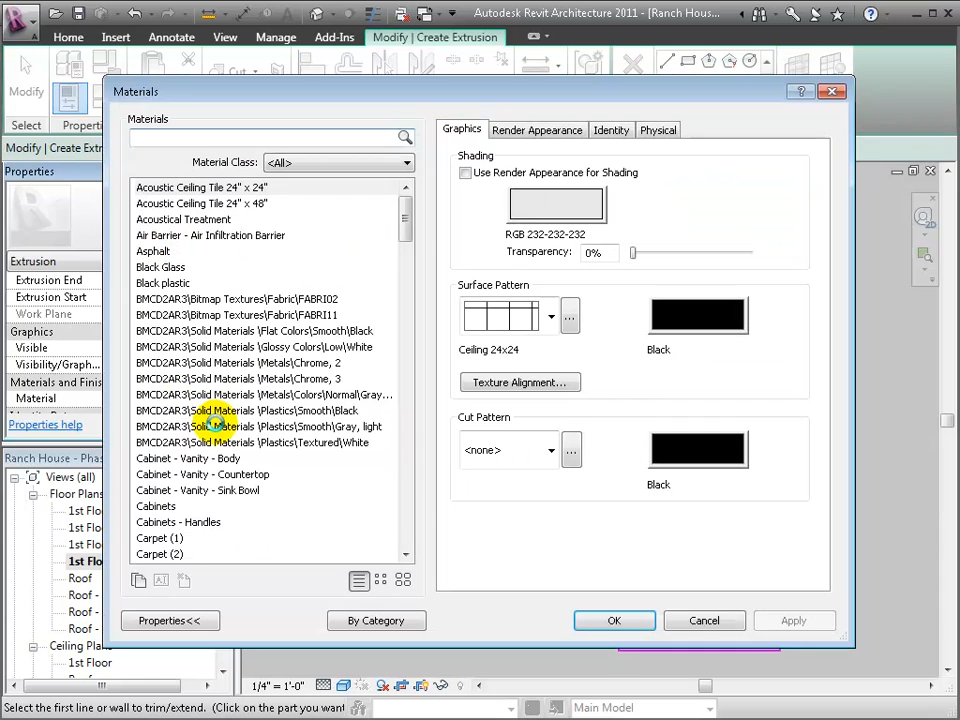 Autodesk Revit Architecture 2011 - [Ranch Hou...
Home Insert Annotate View Manage Add-Ins Modify | Create Extrusion
Modify
Cut
Select Properti
Modify | Create Extr
Properties
Extrusion
Extrusion End
Extrusion Start
Work Plane
Graphics
Visible
Visibility/Graph...
Materials and Finis
Material
Properties help
Ranch House - Phase
Views (all)
Floor Plans
1st Floo
1st Floo
1st Floo
1st Flo
Roof
Roof -
Roof -
Roof -
Ceiling Plans
1st Floor
Materials
Materials
Material Class: <All>
Acoustic Ceiling Tile 24" x 24"
Acoustic Ceiling Tile 24" x 48"
Acoustical Treatment
Air Barrier - Air Infiltration Barrier
Asphalt
Black Glass
Black plastic
BMCD2AR3\Bitmap Textures\Fabric\FABRI02
BMCD2AR3\Bitmap Textures\Fabric\FABRI11
BMCD2AR3\Solid Materials \Flat Colors\Smooth\Black
BMCD2AR3\Solid Materials \Glossy Colors\Low\White
BMCD2AR3\Solid Materials \Metals\Chrome, 2
BMCD2AR3\Solid Materials \Metals\Chrome, 3
BMCD2AR3\Solid Materials \Metals\Colors\Normal\Gray...
BMCD2AR3\Solid Materials \Plastics\Smooth\Black
BMCD2AR3\Solid Materials \Plastics\Smooth\Gray, light
BMCD2AR3\Solid Materials \Plastics\Textured\White
Cabinet - Vanity - Body
Cabinet - Vanity - Countertop
Cabinet - Vanity - Sink Bowl
Cabinets
Cabinets - Handles
Carpet (1)
Carpet (2)
Properties<< By Category
Graphics Render Appearance Identity Physical
Shading
Use Render Appearance for Shading
RGB 232-232-232
Transparency: 0%
Surface Pattern
...
Ceiling 24x24 Black
Texture Alignment...
Cut Pattern
<none> ...
Black
OK Cancel Apply
1/4" = 1'-0"
Select the first line or wall to trim/extend. (Click on the part you want
Main Model